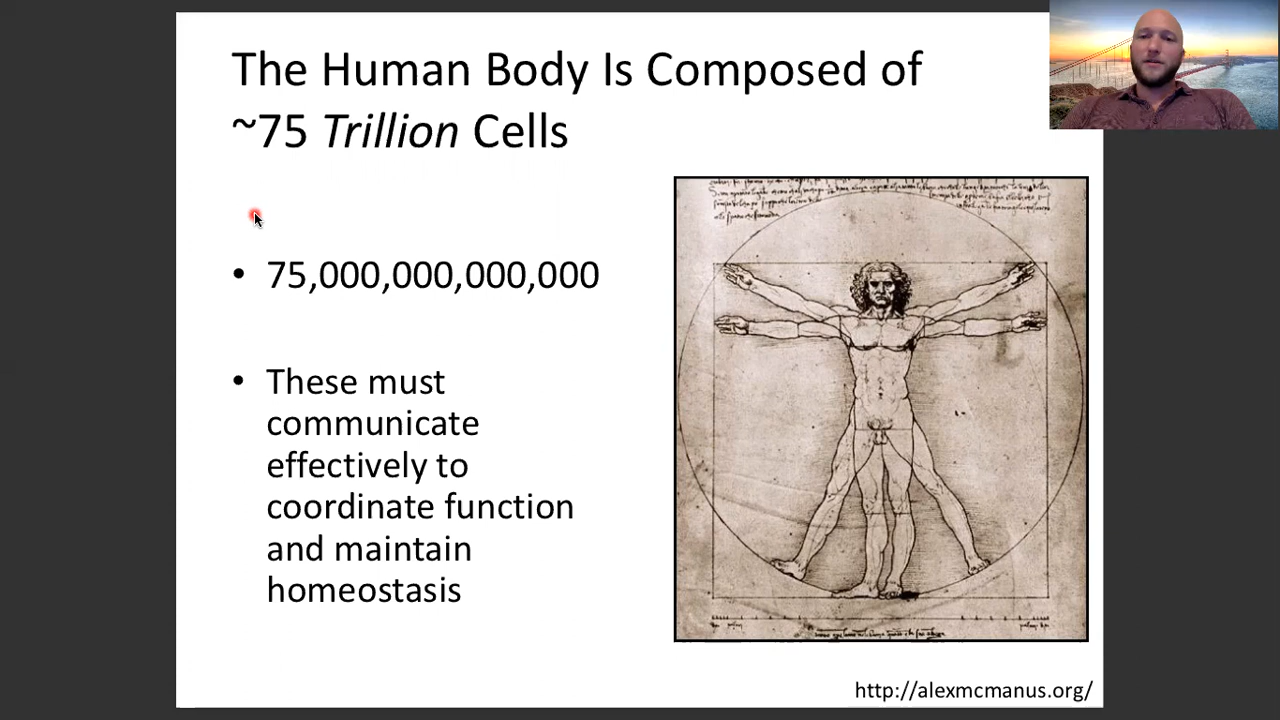 The Human Body Is Composed of
~75 Trillion Cells
• 75,000,000,000,000
• These must
communicate
effectively to
coordinate function
and maintain
homeostasis
http://alexmcmanus.org/